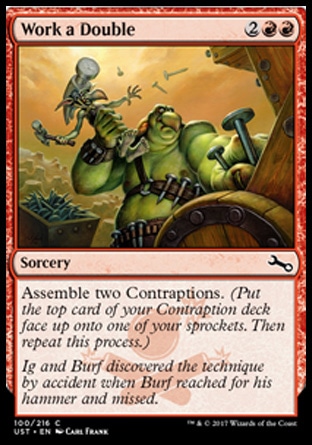 Work a Double 2
Sorcery
Assemble two Contraptions. (Put
the top card of your Contraption deck
face up onto one of your sprockets. Then
repeat this process.)
Ig and Burf discovered the technique
by accident when Burf reached for his
hammer and missed.
100/216 C
UST • EN CARL FRANK
™ & © 2017 Wizards of the Coast